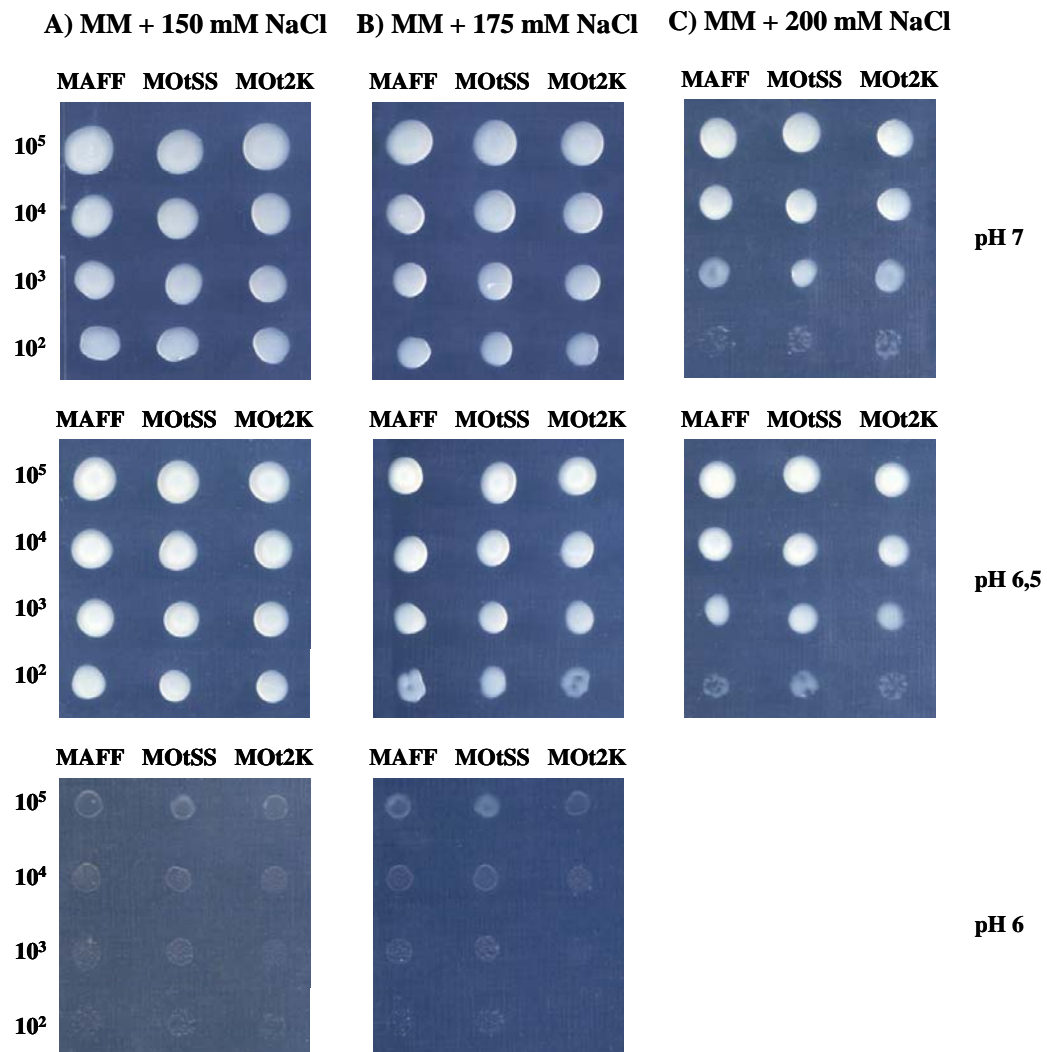 A) MM + 150 mM NaCl B) MM + 175 mM NaCl C) MM + 200 mM NaCl
MAFF MOtSS MOt2K MAFF MOtSS MOt2K MAFF MOtSS MOt2K
10⁵
10⁴
pH 7
10³
10²
MAFF MOtSS MOt2K MAFF MOtSS MOt2K MAFF MOtSS MOt2K
10⁵
10⁴
pH 6,5
10³
10²
MAFF MOtSS MOt2K MAFF MOtSS MOt2K
10⁵
10⁴
pH 6
10³
10²